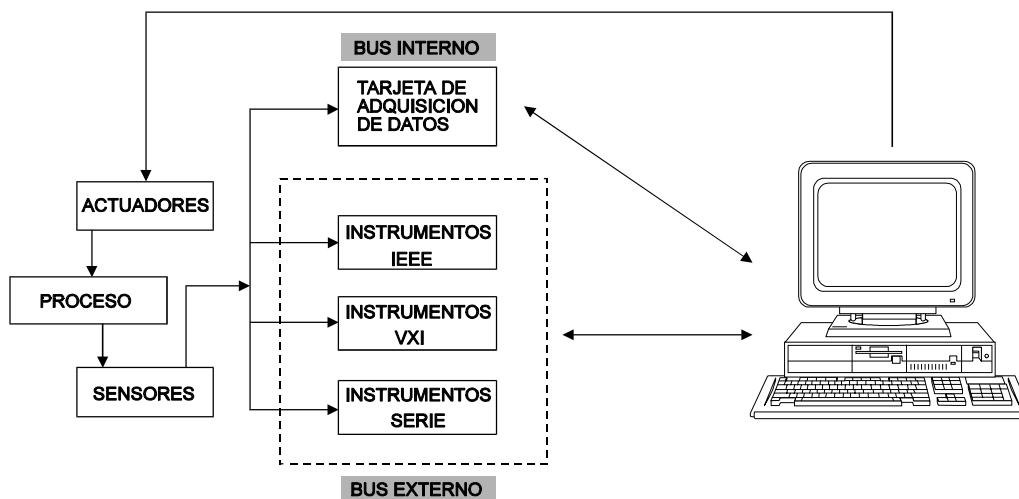 BUS INTERNO
TARJETA DE
ADQUISICION
DE DATOS
ACTUADORES
INSTRUMENTOS
IEEE
PROCESO
INSTRUMENTOS
VXI
SENSORES
INSTRUMENTOS
SERIE
BUS EXTERNO